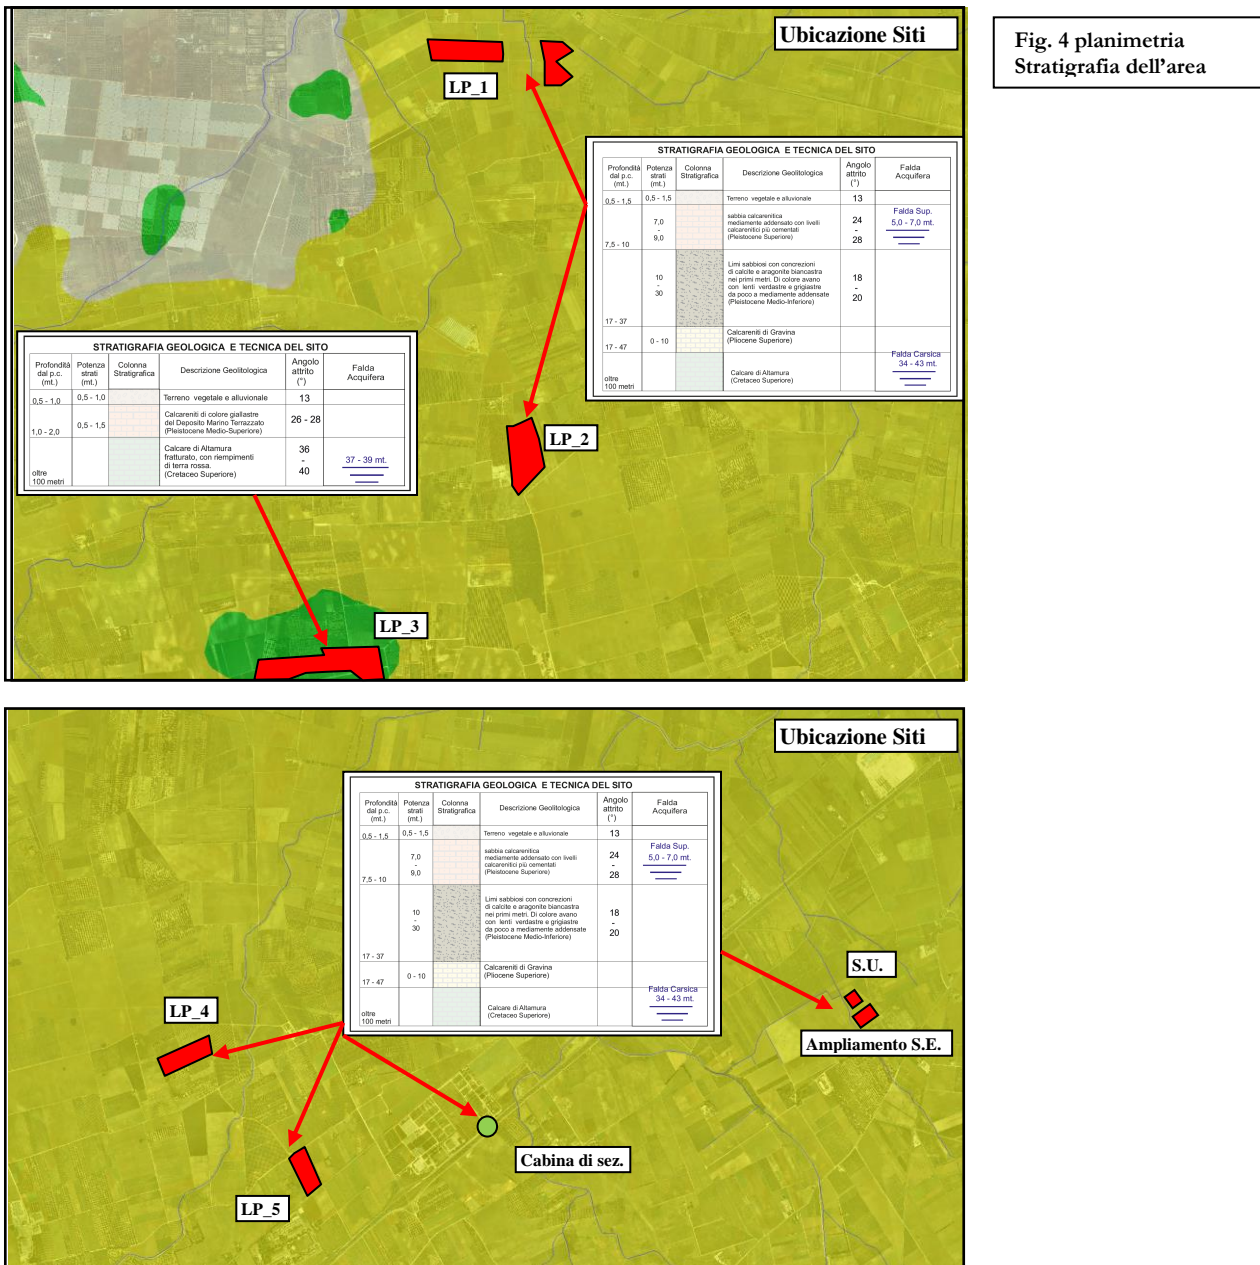 Ubicazione Siti
Fig. 4 planimetria
Stratigrafia dell'area
LP_1
STRATIGRAFIA GEOLOGICA E TECNICA DEL SITO
Profondità dal p.c. (mt.) Potenza strati (mt.) Colonna Stratigrafica Descrizione Geolitologica Angolo attrito (°) Falda Acquifera
0,5 - 1,5 0,5 - 1,5 Terreno vegetale e alluvionale 13
7,5 - 10 7,0 - 9,0 sabbia calcarenitica mediamente addensato con livelli calcarenitici più cementati (Pleistocene Superiore) 24 - 28 Falda Sup. 5,0 - 7,0 mt.
17 - 37 10 - 30 Limi sabbiosi con concrezioni di calcite e aragonite biancastra nei primi metri. Di colore avano con lenti verdastre e grigiastre da poco a mediamente addensate (Pleistocene Medio-Inferiore) 18 - 20
17 - 47 0 - 10 Calcareniti di Gravina (Pliocene Superiore)
oltre 100 metri Calcare di Altamura (Cretaceo Superiore) Falda Carsica 34 - 43 mt.
STRATIGRAFIA GEOLOGICA E TECNICA DEL SITO
Profondità dal p.c. (mt.) Potenza strati (mt.) Colonna Stratigrafica Descrizione Geolitologica Angolo attrito (°) Falda Acquifera
0,5 - 1,0 0,5 - 1,0 Terreno vegetale e alluvionale 13
1,0 - 2,0 0,5 - 1,5 Calcareniti di colore giallastre del Deposito Marino Terrazzato (Pleistocene Medio-Superiore) 26 - 28
oltre 100 metri Calcare di Altamura fratturato, con riempimenti di terra rossa. (Cretaceo Superiore) 36 - 40 37 - 39 mt.
LP_2
LP_3
Ubicazione Siti
STRATIGRAFIA GEOLOGICA E TECNICA DEL SITO
Profondità dal p.c. (mt.) Potenza strati (mt.) Colonna Stratigrafica Descrizione Geolitologica Angolo attrito (°) Falda Acquifera
0,5 - 1,5 0,5 - 1,5 Terreno vegetale e alluvionale 13
7,5 - 10 7,0 - 9,0 sabbia calcarenitica mediamente addensato con livelli calcarenitici più cementati (Pleistocene Superiore) 24 - 28 Falda Sup. 5,0 - 7,0 mt.
17 - 37 10 - 30 Limi sabbiosi con concrezioni di calcite e aragonite biancastra nei primi metri. Di colore avano con lenti verdastre e grigiastre da poco a mediamente addensate (Pleistocene Medio-Inferiore) 18 - 20
17 - 47 0 - 10 Calcareniti di Gravina (Pliocene Superiore)
oltre 100 metri Calcare di Altamura (Cretaceo Superiore) Falda Carsica 34 - 43 mt.
S.U.
LP_4
Ampliamento S.E.
Cabina di sez.
LP_5